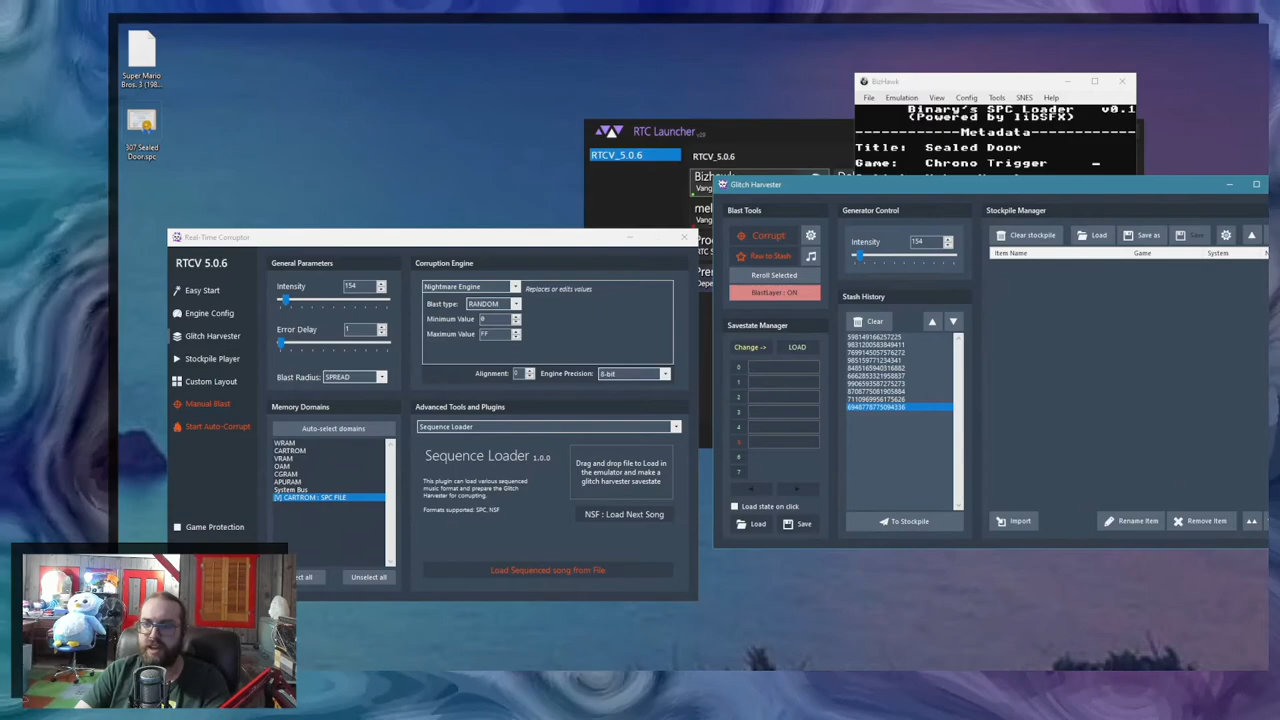 Super Mario
Bros. 3 (198...
307 Sealed
Door.spc
BizHawk
File Emulation View Config Tools SNES Help
Binary's SPC Loader v0.1
(Powered by libSFX)
Metadata
Title: Sealed Door
Game: Chrono Trigger
RTC Launcher
RTCV_5.0.6
RTCV_5.0.6
Bizhawk
Vang
mel
Vang
Pro
RTC S
Glitch Harvester
Blast Tools
Corrupt
Raw to Stash
Reroll Selected
BlastLayer : ON
Savestate Manager
Change -> LOAD
0
1
2
3
4
5
6
7
Load state on click
Load Save
Generator Control
Intensity 154
Stash History
Clear
To Stockpile
Stockpile Manager
Clear stockpile Load Save as Save
Item Name Game System
Import Rename Item Remove Item
Real-Time Corruptor
RTCV 5.0.6
Easy Start
Engine Config
Glitch Harvester
Stockpile Player
Custom Layout
Manual Blast
Start Auto-Corrupt
Game Protection
General Parameters
Intensity 154
Error Delay 1
Blast Radius: SPREAD
Corruption Engine
Nightmare Engine Replaces or edits values
Blast type: RANDOM
Minimum Value 0
Maximum Value FF
Alignment: 0 Engine Precision: 8-bit
Memory Domains
Auto-select domains
WRAM
CARTROM
VRAM
OAM
CGRAM
APURAM
System Bus
[V] CARTROM : SPC FILE
Unselect all
Advanced Tools and Plugins
Sequence Loader
Sequence Loader 1.0.0
This plugin can load various sequenced
music format and prepare the Glitch
Harvester for corrupting.
Formats supported: SPC, NSF
Drag and drop file to Load in
the emulator and make a
glitch harvester savestate
NSF : Load Next Song
Load Sequenced song from File